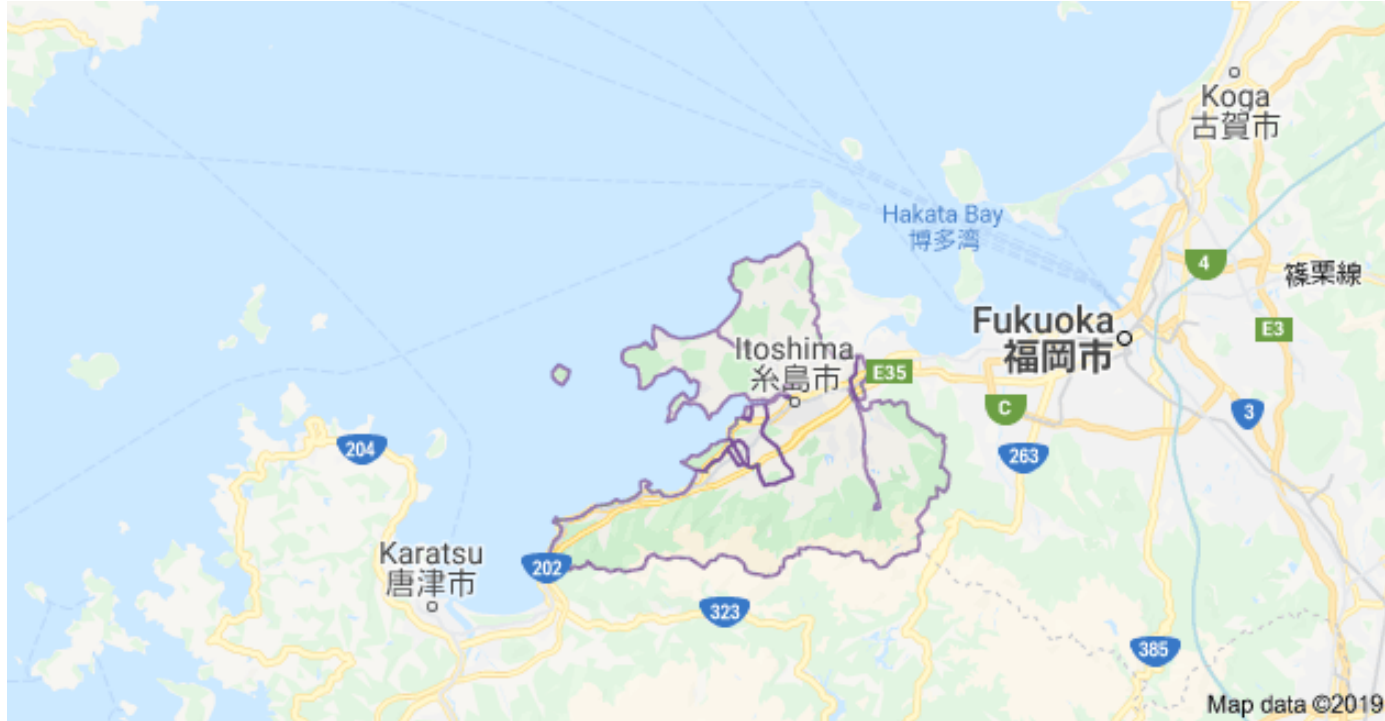 Koga
古賀市
Hakata Bay
博多湾
4
篠栗線
Fukuoka
福岡市
E3
Itoshima
糸島市
E35
C
3
204
263
Karatsu
唐津市
202
323
385
Map data ©2019